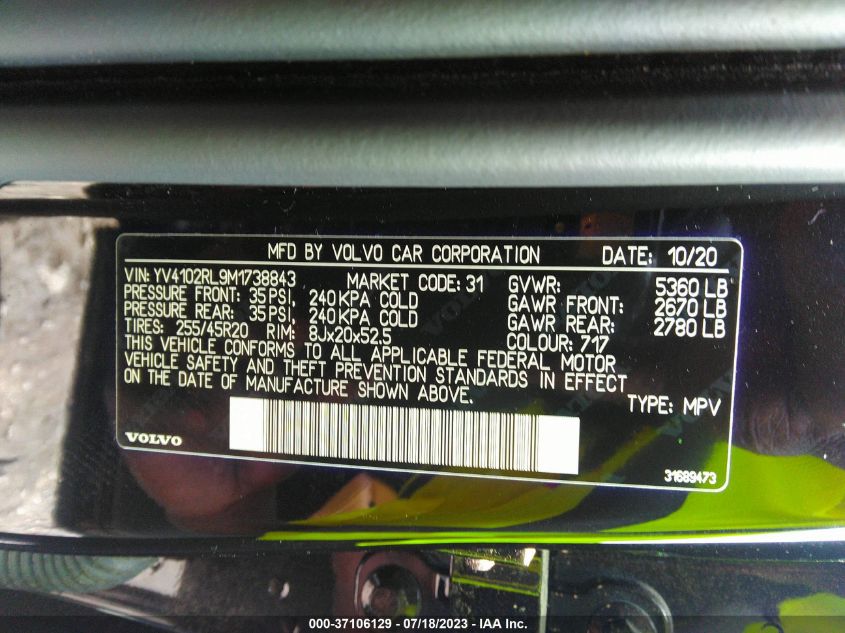 MFD BY VOLVO CAR CORPORATION DATE: 10/20
VIN: YV4102RL9M1738843 MARKET CODE: 31 GVWR: 5360 LB
PRESSURE FRONT: 35 PSI, 240 KPA COLD GAWR FRONT: 2670 LB
PRESSURE REAR: 35 PSI, 240 KPA COLD GAWR REAR: 2780 LB
TIRES: 255/45R20 RIM: 8Jx20x52.5 COLOUR: 717
THIS VEHICLE CONFORMS TO ALL APPLICABLE FEDERAL MOTOR
VEHICLE SAFETY AND THEFT PREVENTION STANDARDS IN EFFECT
ON THE DATE OF MANUFACTURE SHOWN ABOVE.
TYPE: MPV
VOLVO
31689473
000-37106129 - 07/18/2023 - IAA Inc.